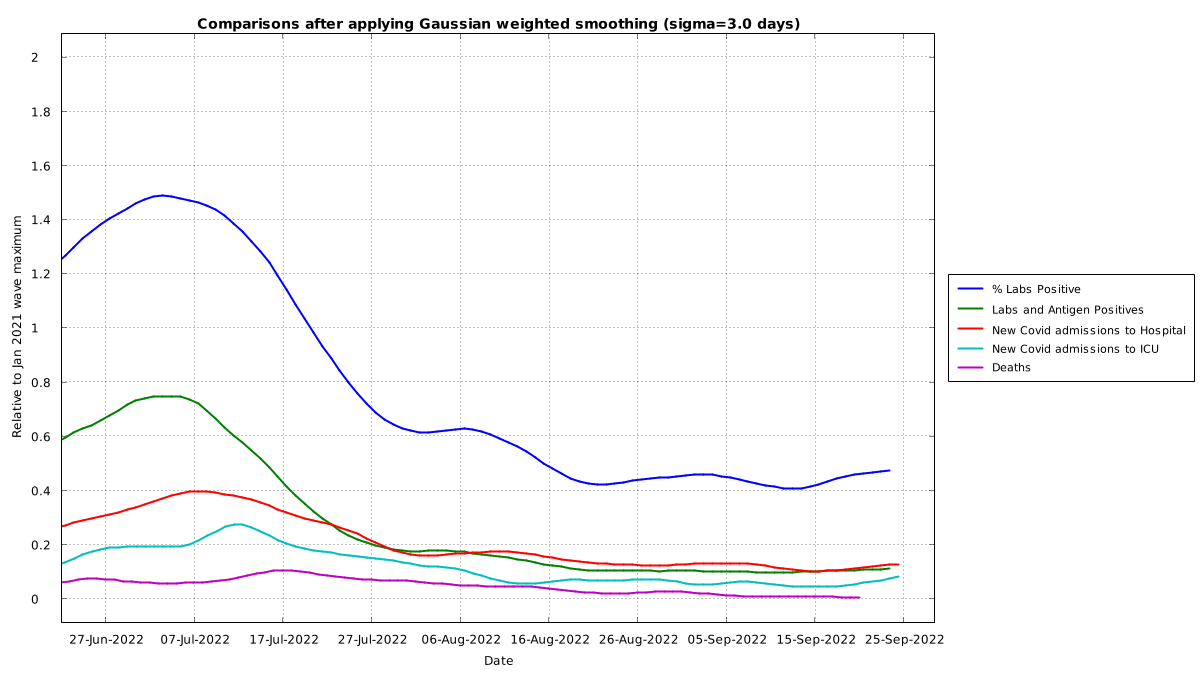 Comparisons after applying Gaussian weighted smoothing (sigma=3.0 days)
Relative to Jan 2021 wave maximum
2
1.8
1.6
1.4
1.2
1
0.8
0.6
0.4
0.2
0
27-Jun-2022 07-Jul-2022 17-Jul-2022 27-Jul-2022 06-Aug-2022 16-Aug-2022 26-Aug-2022 05-Sep-2022 15-Sep-2022 25-Sep-2022
Date
% Labs Positive
Labs and Antigen Positives
New Covid admissions to Hospital
New Covid admissions to ICU
Deaths